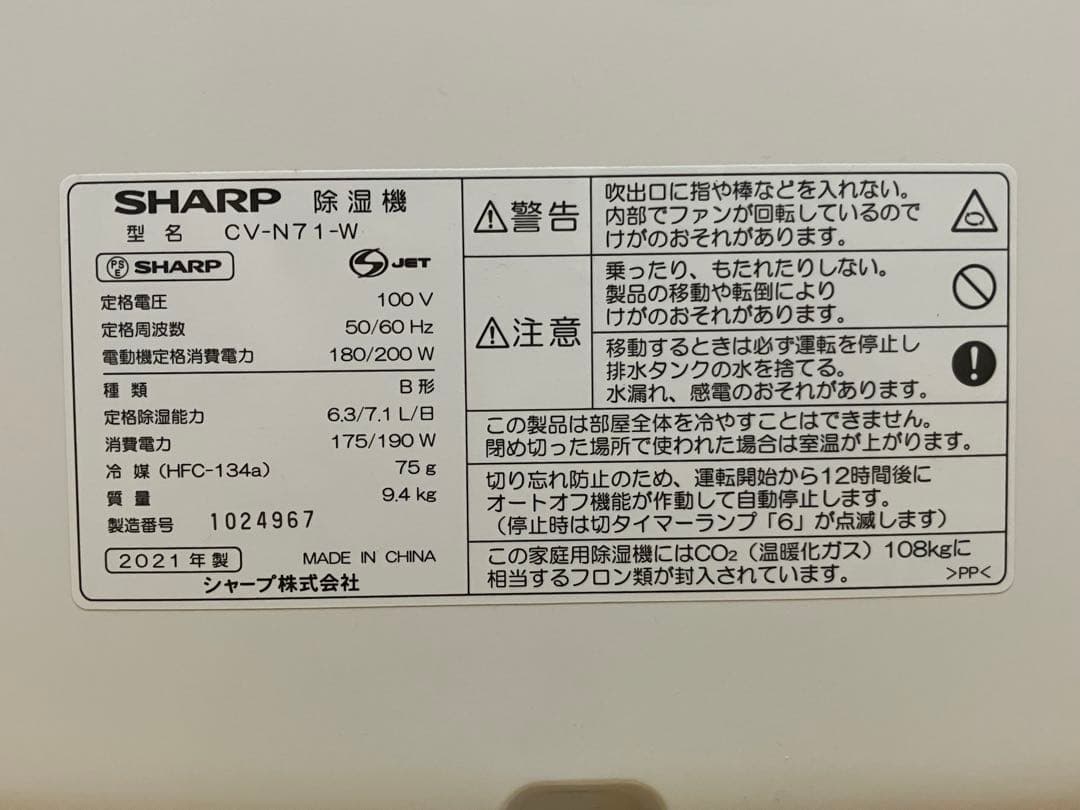 SHARP 除湿機
型名 CV-N71-W
PS E SHARP
S JET
定格電圧 100 V
定格周波数 50/60 Hz
電動機定格消費電力 180/200 W
種類 B形
定格除湿能力 6.3/7.1 L/日
消費電力 175/190 W
冷媒(HFC-134a) 75 g
質量 9.4 kg
製造番号 1024967
2021年製 MADE IN CHINA
シャープ株式会社
警告
吹出口に指や棒などを入れない。
内部でファンが回転しているので
けがのおそれがあります。
注意
乗ったり、もたれたりしない。
製品の移動や転倒により
けがのおそれがあります。
移動するときは必ず運転を停止し
排水タンクの水を捨てる。
水漏れ、感電のおそれがあります。
この製品は部屋全体を冷やすことはできません。
閉め切った場所で使われた場合は室温が上がります。
切り忘れ防止のため、運転開始から12時間後に
オートオフ機能が作動して自動停止します。
(停止時は切タイマーランプ「6」が点滅します)
この家庭用除湿機にはCO₂(温暖化ガス)108kgに
相当するフロン類が封入されています。
>PP<